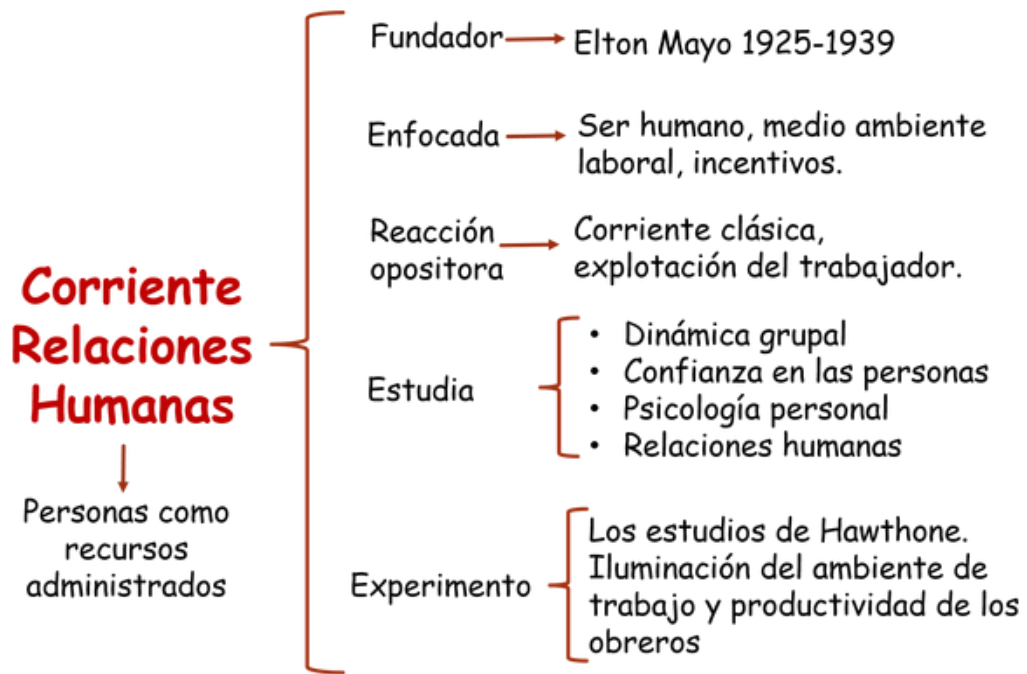 Corriente
Relaciones
Humanas
Personas como
recursos
administrados
Fundador
Elton Mayo 1925-1939
Enfocada
Ser humano, medio ambiente
laboral, incentivos.
Reacción
opositora
Corriente clásica,
explotación del trabajador.
Estudia
• Dinámica grupal
• Confianza en las personas
• Psicología personal
• Relaciones humanas
Experimento
Los estudios de Hawthone.
Iluminación del ambiente de
trabajo y productividad de los
obreros